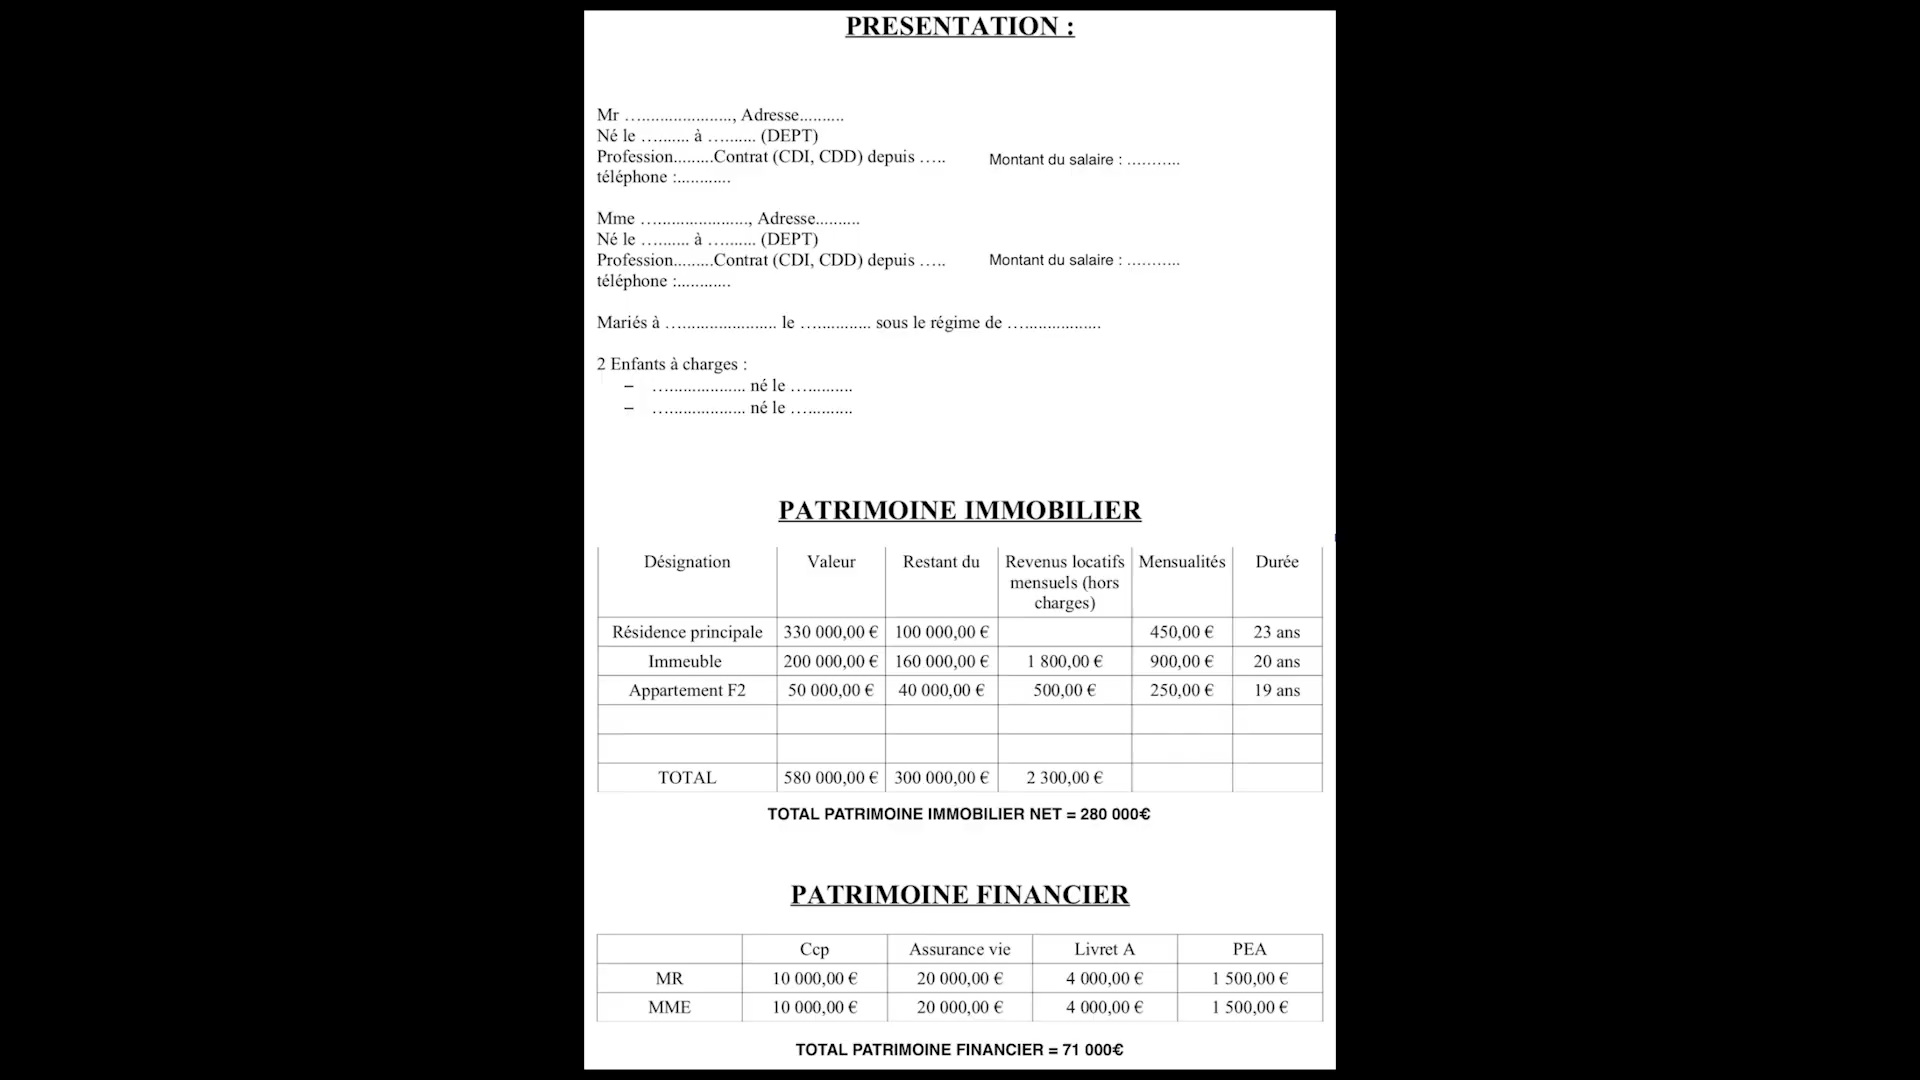 PRESENTATION :
Mr …....................., Adresse..........
Né le …........ à …....... (DEPT)
Profession.........Contrat (CDI, CDD) depuis …..
Montant du salaire : ………..
téléphone :............
Mme …....................., Adresse..........
Né le …........ à …....... (DEPT)
Profession.........Contrat (CDI, CDD) depuis …..
Montant du salaire : ………..
téléphone :............
Mariés à …...................... le …............ sous le régime de …..................
2 Enfants à charges :
– ….................. né le …...........
– ….................. né le …...........
PATRIMOINE IMMOBILIER
Désignation Valeur Restant du Revenus locatifs mensuels (hors charges) Mensualités Durée
Résidence principale 330 000,00 € 100 000,00 € 450,00 € 23 ans
Immeuble 200 000,00 € 160 000,00 € 1 800,00 € 900,00 € 20 ans
Appartement F2 50 000,00 € 40 000,00 € 500,00 € 250,00 € 19 ans
TOTAL 580 000,00 € 300 000,00 € 2 300,00 €
TOTAL PATRIMOINE IMMOBILIER NET = 280 000€
PATRIMOINE FINANCIER
Ccp Assurance vie Livret A PEA
MR 10 000,00 € 20 000,00 € 4 000,00 € 1 500,00 €
MME 10 000,00 € 20 000,00 € 4 000,00 € 1 500,00 €
TOTAL PATRIMOINE FINANCIER = 71 000€